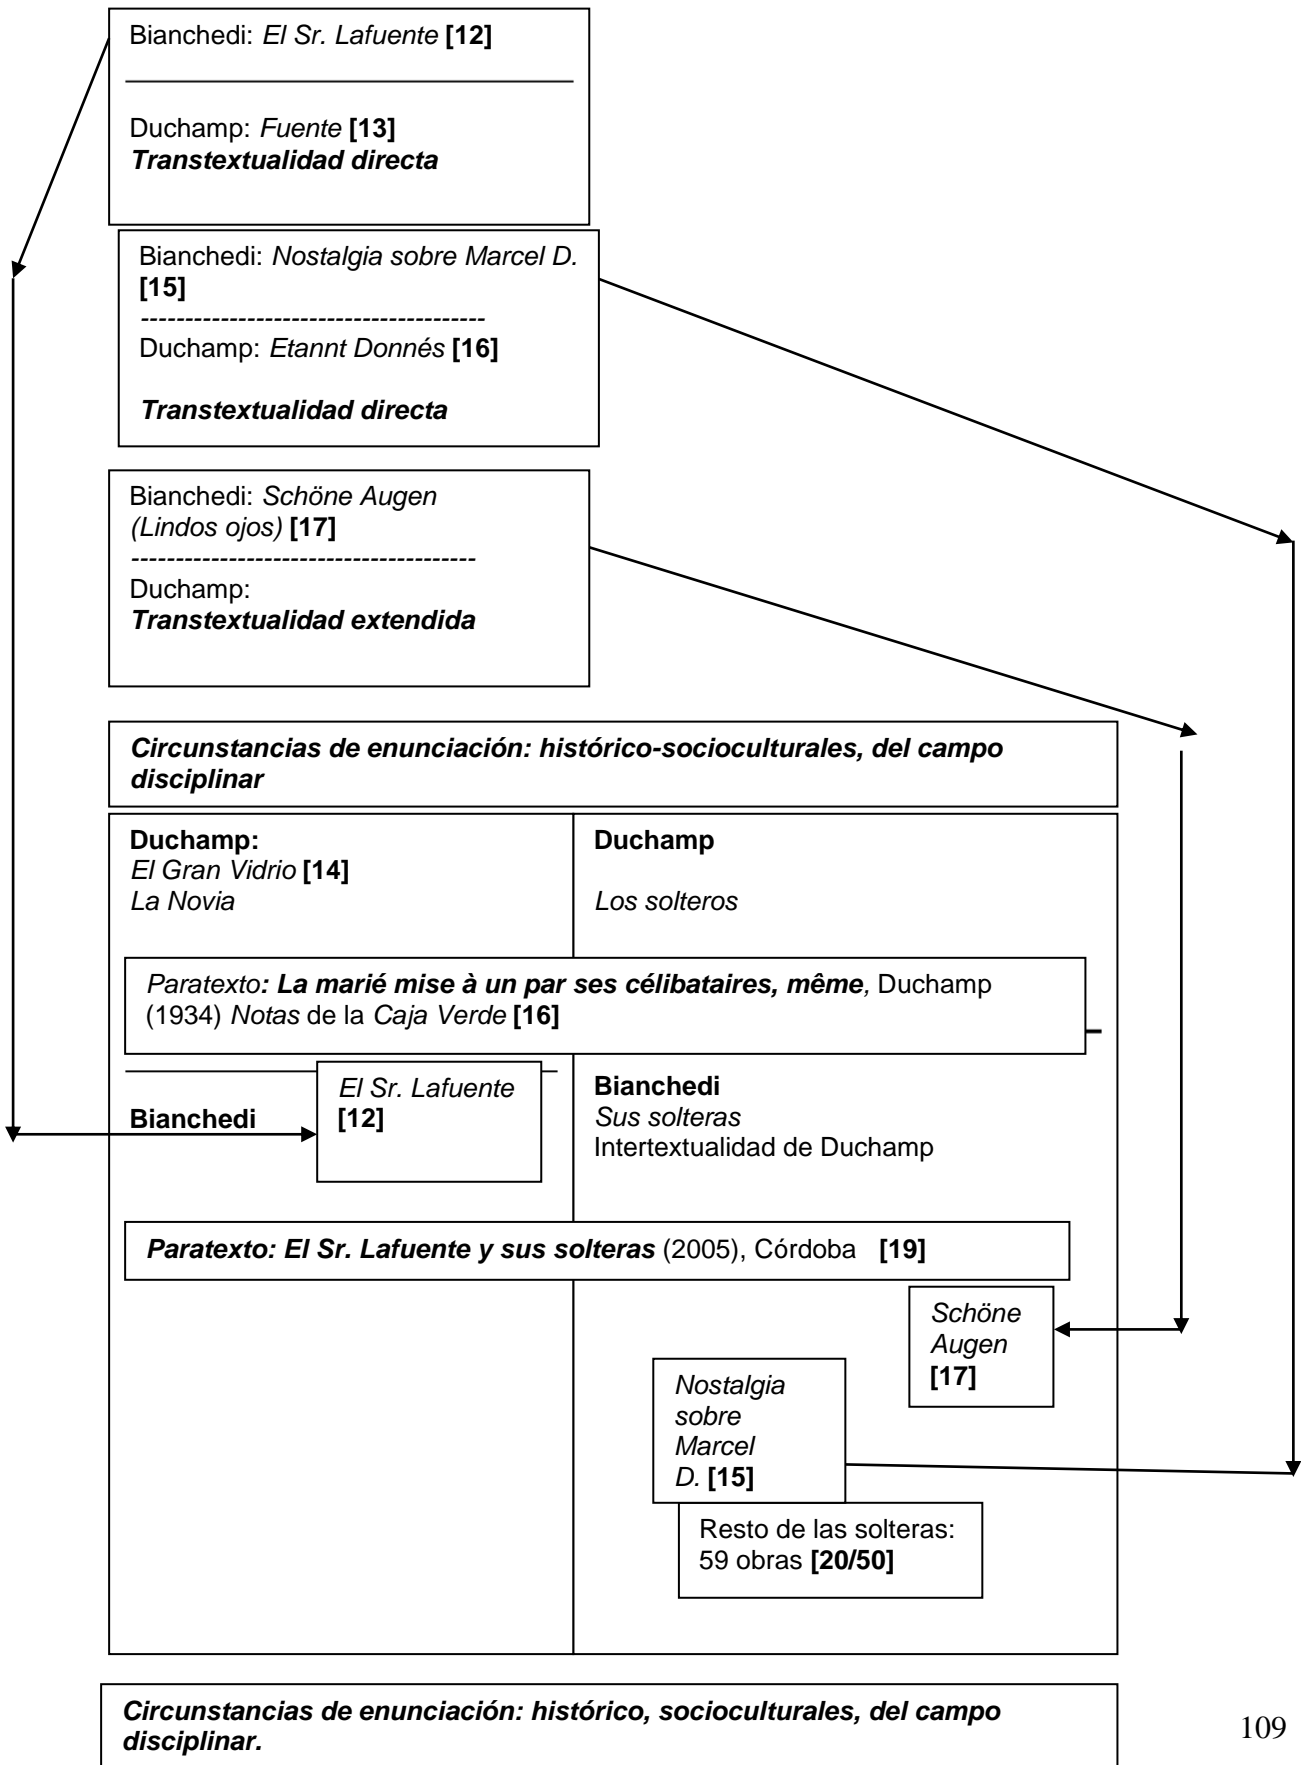 Bianchedi: El Sr. Lafuente [12]
Duchamp: Fuente [13]
Transtextualidad directa
Bianchedi: Nostalgia sobre Marcel D.
[15]
---------------------------------------
Duchamp: Etannt Donnés [16]
Transtextualidad directa
Bianchedi: Schöne Augen
(Lindos ojos) [17]
---------------------------------------
Duchamp:
Transtextualidad extendida
Circunstancias de enunciación: histórico-socioculturales, del campo
disciplinar
Duchamp:
El Gran Vidrio [14]
La Novia
Duchamp
Los solteros
Paratexto: La marié mise à un par ses célibataires, même, Duchamp
(1934) Notas de la Caja Verde [16]
Bianchedi
El Sr. Lafuente
[12]
Bianchedi
Sus solteras
Intertextualidad de Duchamp
Paratexto: El Sr. Lafuente y sus solteras (2005), Córdoba [19]
Schöne
Augen
[17]
Nostalgia
sobre
Marcel
D. [15]
Resto de las solteras:
59 obras [20/50]
Circunstancias de enunciación: histórico, socioculturales, del campo
disciplinar.
109